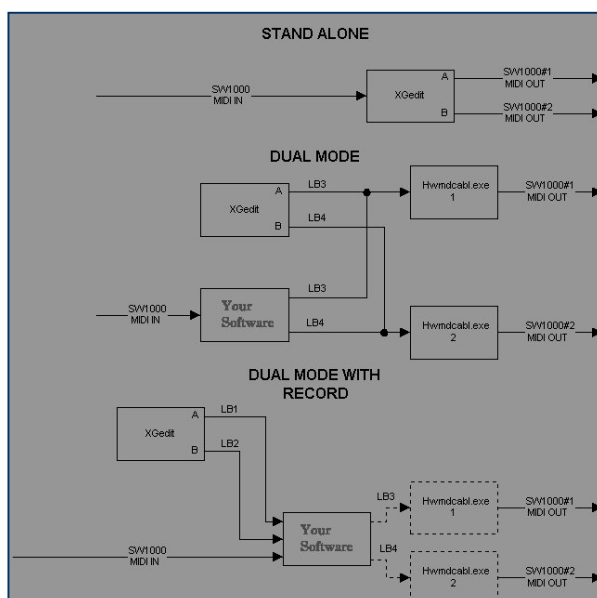 STAND ALONE
SW1000
MIDI IN
XGedit
A
B
SW1000#1
MIDI OUT
SW1000#2
MIDI OUT
DUAL MODE
XGedit
A
B
LB3
LB4
Hwmdcabl.exe
1
SW1000#1
MIDI OUT
SW1000
MIDI IN
Your
Software
LB3
LB4
Hwmdcabl.exe
2
SW1000#2
MIDI OUT
DUAL MODE WITH
RECORD
XGedit
A
B
LB1
LB2
SW1000
MIDI IN
Your
Software
LB3
LB4
Hwmdcabl.exe
1
SW1000#1
MIDI OUT
Hwmdcabl.exe
2
SW1000#2
MIDI OUT